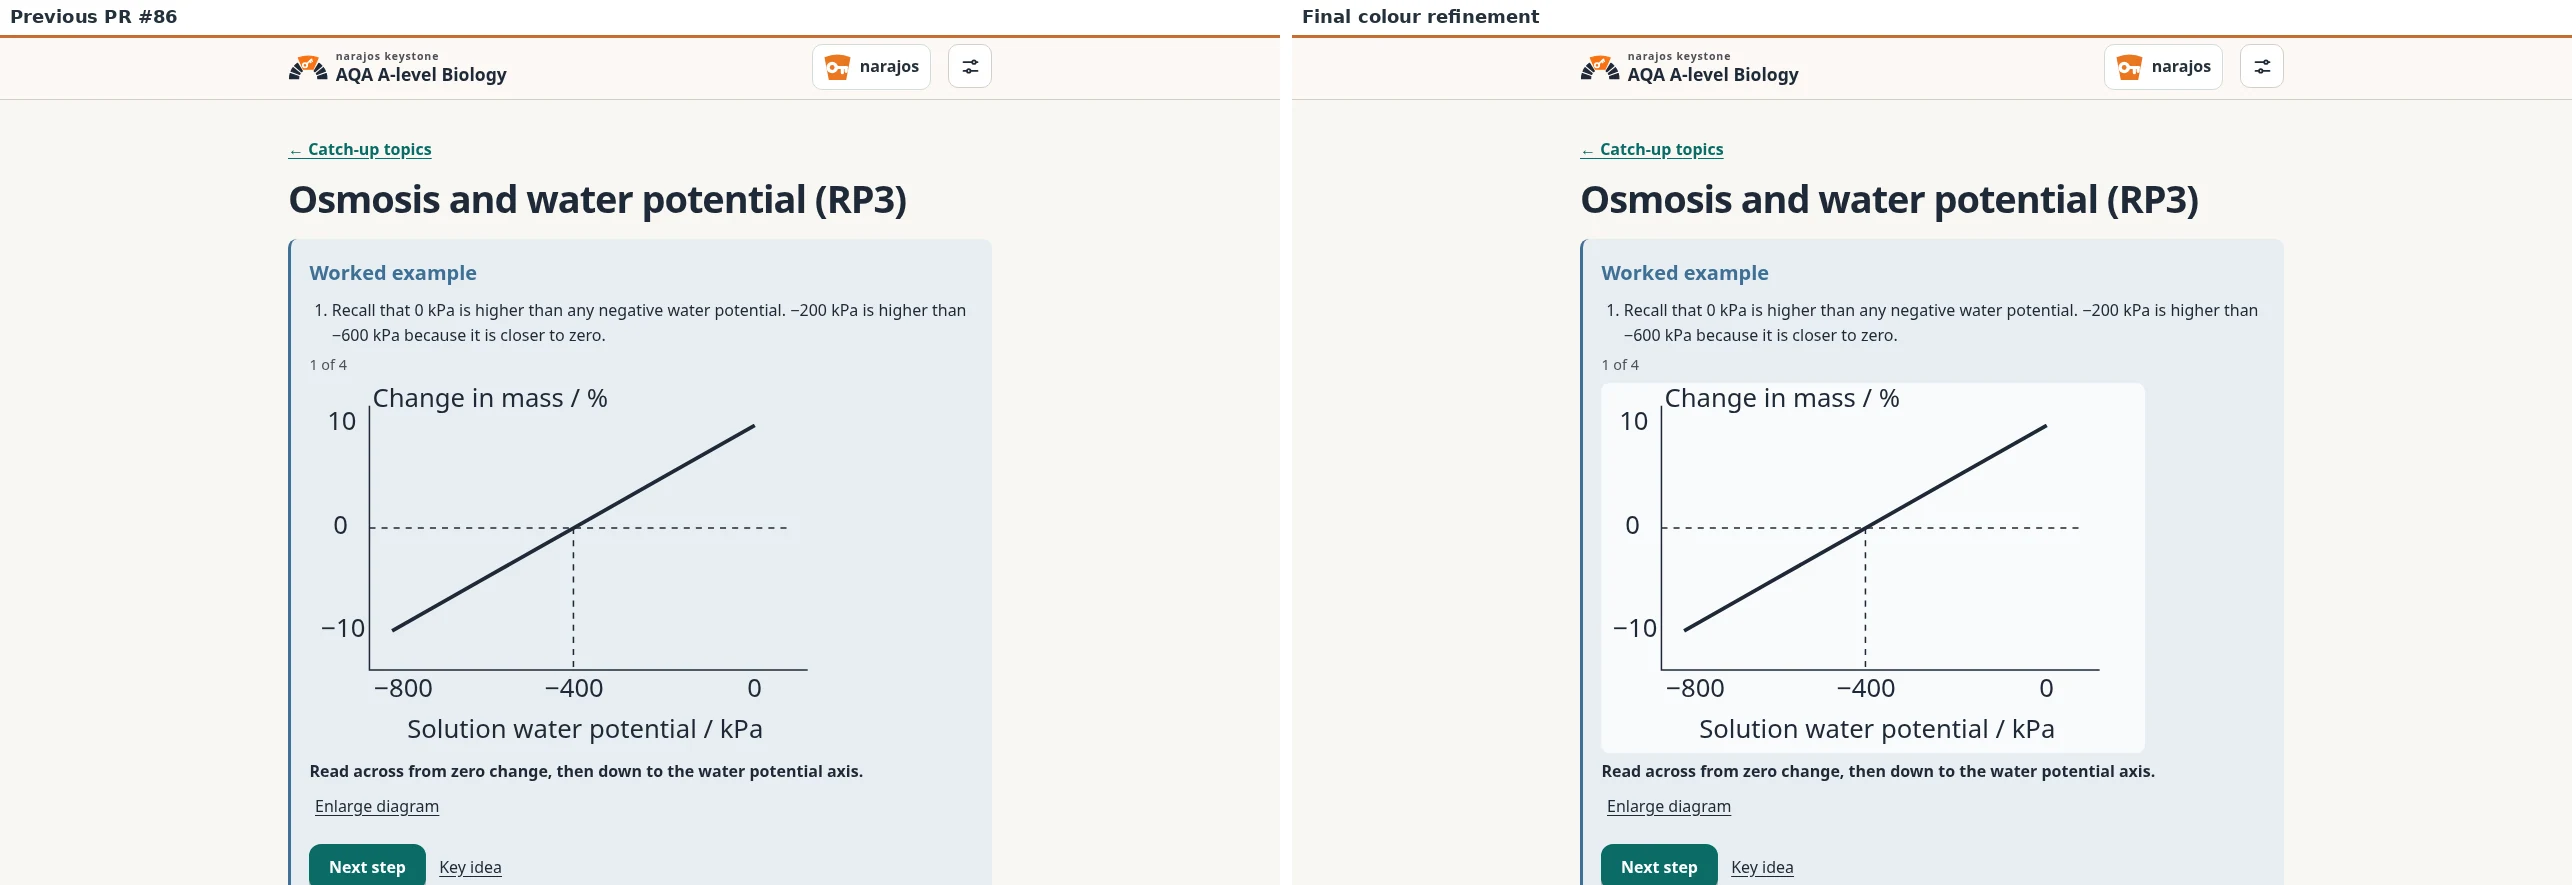 Previous PR #86
narajos keystone
AQA A-level Biology
narajos
← Catch-up topics
Osmosis and water potential (RP3)
Worked example
1. Recall that 0 kPa is higher than any negative water potential. −200 kPa is higher than
−600 kPa because it is closer to zero.
1 of 4
Change in mass / %
10
0
−10
−800 −400 0
Solution water potential / kPa
Read across from zero change, then down to the water potential axis.
Enlarge diagram
Next step Key idea
Final colour refinement
narajos keystone
AQA A-level Biology
narajos
← Catch-up topics
Osmosis and water potential (RP3)
Worked example
1. Recall that 0 kPa is higher than any negative water potential. −200 kPa is higher than
−600 kPa because it is closer to zero.
1 of 4
Change in mass / %
10
0
−10
−800 −400 0
Solution water potential / kPa
Read across from zero change, then down to the water potential axis.
Enlarge diagram
Next step Key idea